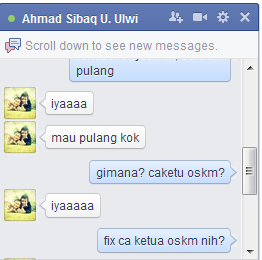 Ahmad Sibaq U. Ulwi
Scroll down to see new messages.
pulang
iyaaaa
mau pulang kok
gimana? caketu oskm?
iyaaaaa
fix ca ketua oskm nih?